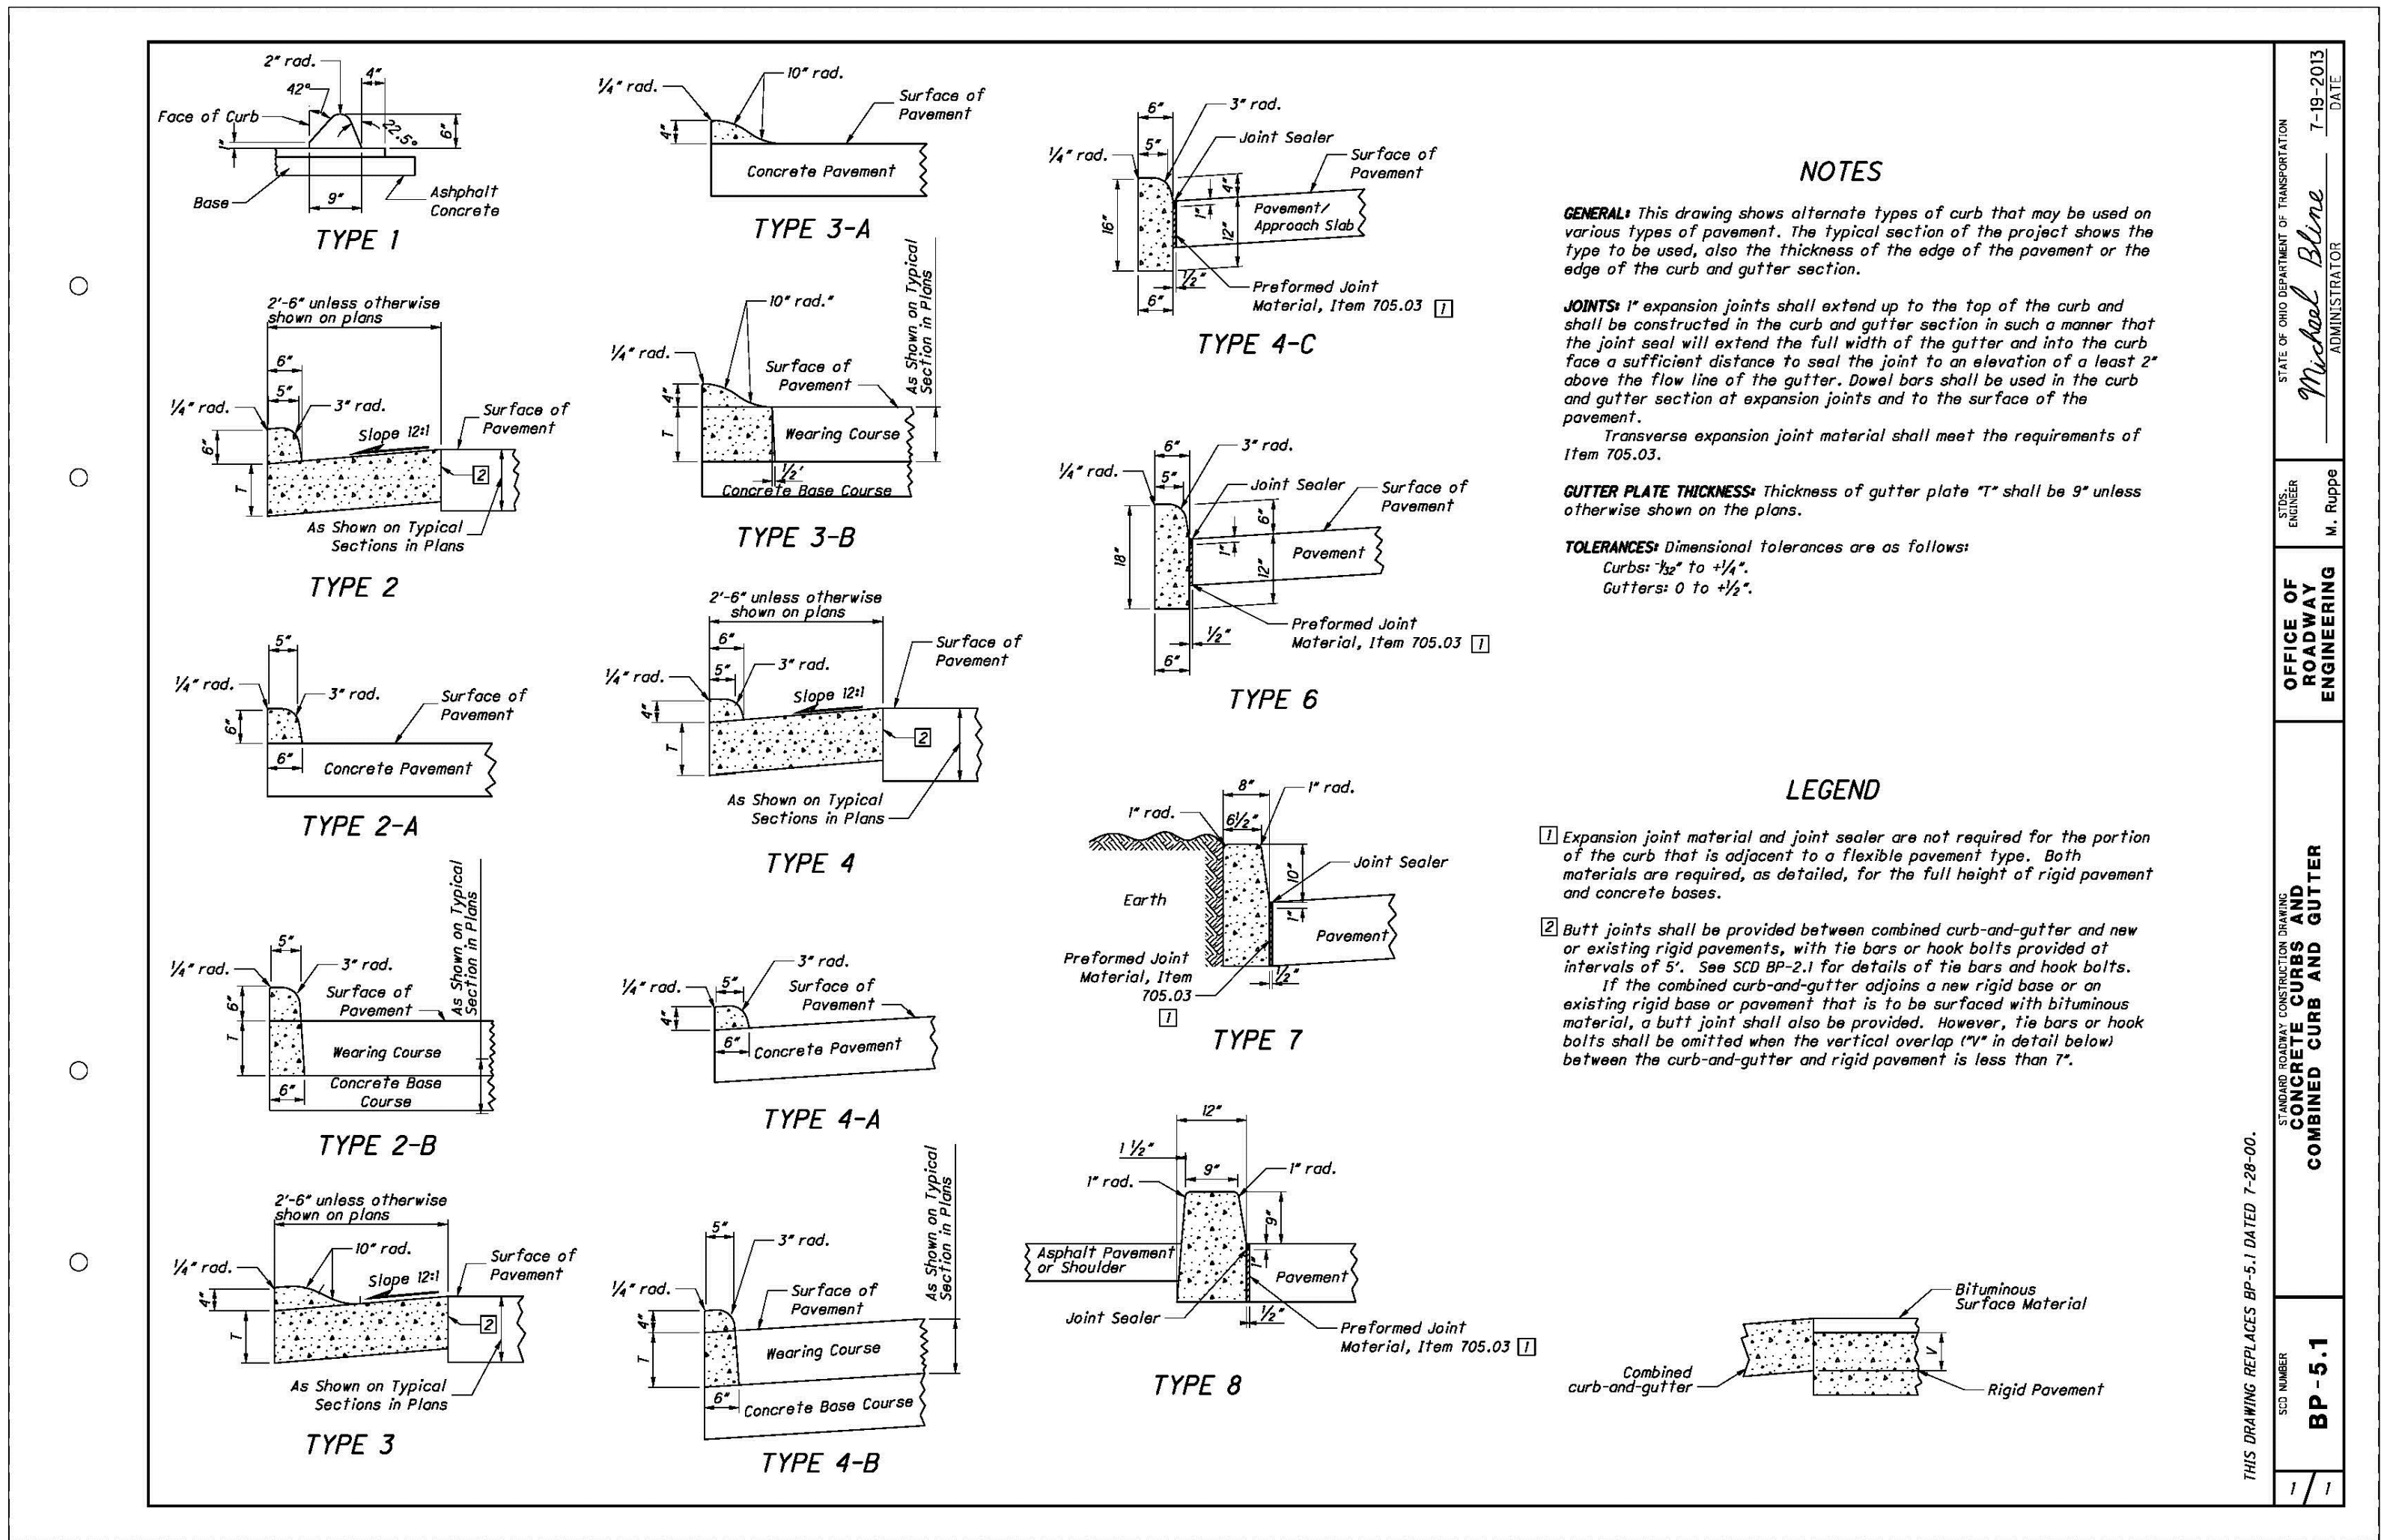 2" rad.
4"
42°
Face of Curb
22.5°
6"
1"
Base
9"
Ashphalt
Concrete
TYPE 1
2'-6" unless otherwise
shown on plans
6"
5"
1/4" rad.
3" rad.
Surface of
Pavement
Slope 12:1
6"
T
2
As Shown on Typical
Sections in Plans
TYPE 2
5"
1/4" rad.
3" rad.
Surface of
Pavement
6"
6"
Concrete Pavement
TYPE 2-A
As Shown on Typical
Section in Plans
5"
1/4" rad.
3" rad.
Surface of
Pavement
6"
T
Wearing Course
Concrete Base
Course
6"
TYPE 2-B
2'-6" unless otherwise
shown on plans
10" rad.
1/4" rad.
Slope 12:1
Surface of
Pavement
4"
T
2
As Shown on Typical
Sections in Plans
TYPE 3
1/4" rad.
10" rad.
Surface of
Pavement
4"
Concrete Pavement
TYPE 3-A
As Shown on Typical
Section in Plans
10" rad."
1/4" rad.
Surface of
Pavement
4"
T
Wearing Course
1/2'
Concrete Base Course
TYPE 3-B
2'-6" unless otherwise
shown on plans
6"
5"
1/4" rad.
3" rad.
Surface of
Pavement
Slope 12:1
4"
T
2
As Shown on Typical
Sections in Plans
TYPE 4
3" rad.
1/4" rad.
5"
Surface of
Pavement
4"
6"
Concrete Pavement
TYPE 4-A
As Shown on Typical
Section in Plans
5"
3" rad.
1/4" rad.
Surface of
Pavement
4"
T
Wearing Course
6"
Concrete Base Course
TYPE 4-B
6"
3" rad.
5"
Joint Sealer
1/4" rad.
Surface of
Pavement
4"
1"
16"
12"
Pavement/
Approach Slab
1/2"
6"
Preformed Joint
Material, Item 705.03 1
TYPE 4-C
6"
3" rad.
1/4" rad.
5"
Joint Sealer
Surface of
Pavement
6"
1"
18"
12"
Pavement
Preformed Joint
Material, Item 705.03 1
1/2"
6"
TYPE 6
8"
1" rad.
1" rad.
6 1/2"
Joint Sealer
10"
Earth
1"
Pavement
Preformed Joint
Material, Item
705.03
1
1/2"
TYPE 7
12"
1 1/2"
9"
1" rad.
1" rad.
9"
Asphalt Pavement
or Shoulder
1"
Pavement
Joint Sealer
1/2"
Preformed Joint
Material, Item 705.03 1
TYPE 8
NOTES
GENERAL: This drawing shows alternate types of curb that may be used on
various types of pavement. The typical section of the project shows the
type to be used, also the thickness of the edge of the pavement or the
edge of the curb and gutter section.
JOINTS: 1" expansion joints shall extend up to the top of the curb and
shall be constructed in the curb and gutter section in such a manner that
the joint seal will extend the full width of the gutter and into the curb
face a sufficient distance to seal the joint to an elevation of a least 2"
above the flow line of the gutter. Dowel bars shall be used in the curb
and gutter section at expansion joints and to the surface of the
pavement.
Transverse expansion joint material shall meet the requirements of
Item 705.03.
GUTTER PLATE THICKNESS: Thickness of gutter plate "T" shall be 9" unless
otherwise shown on the plans.
TOLERANCES: Dimensional tolerances are as follows:
Curbs: -1/32" to +1/4".
Gutters: 0 to +1/2".
LEGEND
1 Expansion joint material and joint sealer are not required for the portion
of the curb that is adjacent to a flexible pavement type. Both
materials are required, as detailed, for the full height of rigid pavement
and concrete bases.
2 Butt joints shall be provided between combined curb-and-gutter and new
or existing rigid pavements, with tie bars or hook bolts provided at
intervals of 5'. See SCD BP-2.1 for details of tie bars and hook bolts.
If the combined curb-and-gutter adjoins a new rigid base or an
existing rigid base or pavement that is to be surfaced with bituminous
material, a butt joint shall also be provided. However, tie bars or hook
bolts shall be omitted when the vertical overlap ("V" in detail below)
between the curb-and-gutter and rigid pavement is less than 7".
Bituminous
Surface Material
V
Combined
curb-and-gutter
Rigid Pavement
THIS DRAWING REPLACES BP-5.1 DATED 7-28-00.
STATE OF OHIO DEPARTMENT OF TRANSPORTATION
Michael Bline 7-19-2013
ADMINISTRATOR DATE
STDS.
ENGINEER
M. Ruppe
OFFICE OF
ROADWAY
ENGINEERING
STANDARD ROADWAY CONSTRUCTION DRAWING
CONCRETE CURBS AND
COMBINED CURB AND GUTTER
SCD NUMBER
BP-5.1
1/1